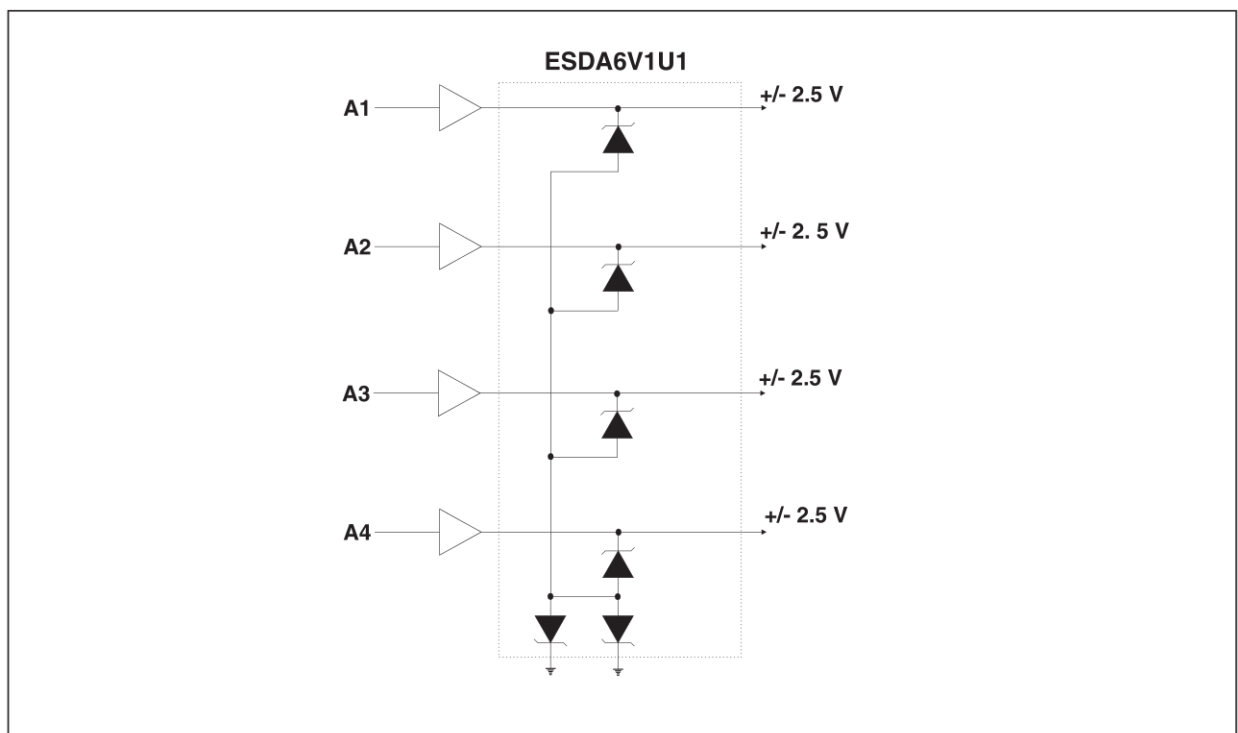 ESDA6V1U1
A1
+/- 2.5 V
A2
+/- 2. 5 V
A3
+/- 2.5 V
A4
+/- 2.5 V